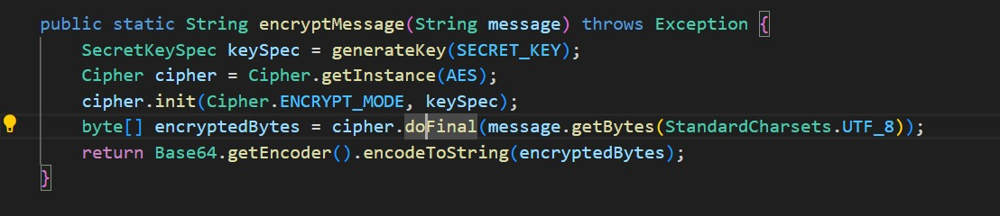 public static String encryptMessage(String message) throws Exception {
    SecretKeySpec keySpec = generateKey(SECRET_KEY);
    Cipher cipher = Cipher.getInstance(AES);
    cipher.init(Cipher.ENCRYPT_MODE, keySpec);
    byte[] encryptedBytes = cipher.doFinal(message.getBytes(StandardCharsets.UTF_8));
    return Base64.getEncoder().encodeToString(encryptedBytes);
}